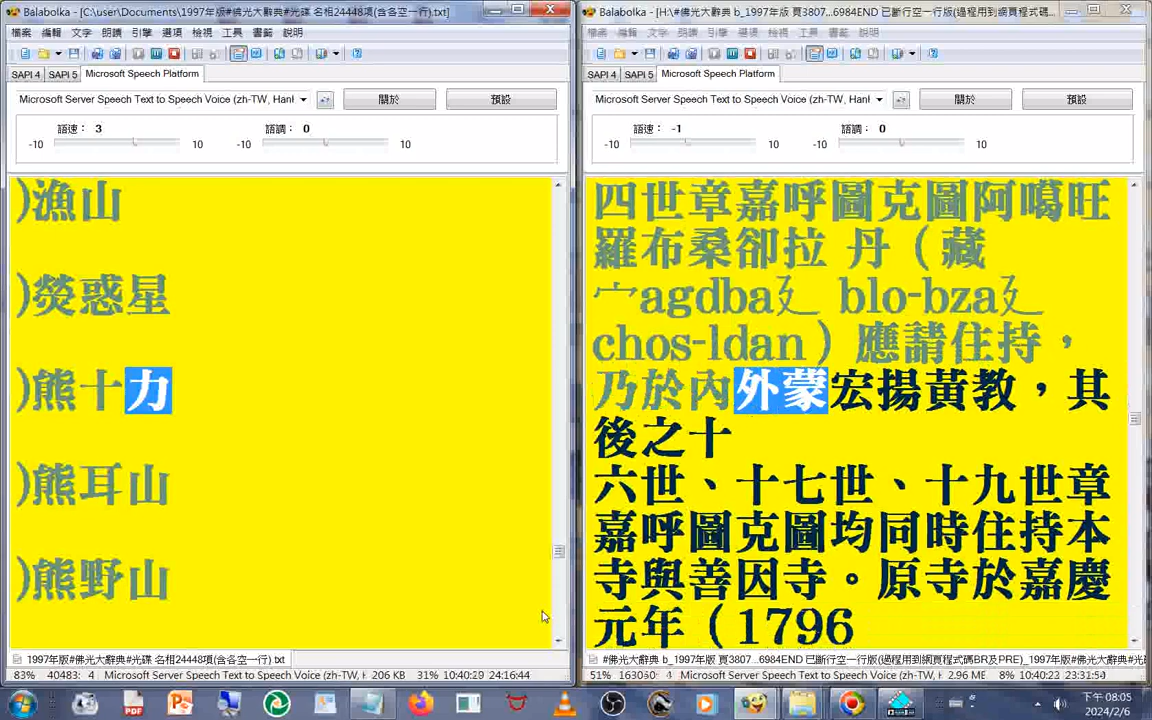 Balabolka - [C:\user\Documents\1997年版#佛光大辭典#光碟 名相24448項(含各空一行).txt]
檔案 編輯 文字 朗讀 引擎 選項 檢視 工具 書籤 說明
SAPI 4 SAPI 5 Microsoft Speech Platform
Microsoft Server Speech Text to Speech Voice (zh-TW, Hanl
關於 預設
語速： 3 語調： 0
-10 10 -10 10
)漁山
)熒惑星
)熊十力
)熊耳山
)熊野山
1997年版#佛光大辭典#光碟 名相24448項(含各空一行).txt
83% 40483: 4 Microsoft Server Speech Text to Speech Voice (zh-TW, H 206 KB 31% 10:40:29 24:16:44
Balabolka - [H:\#佛光大辭典 b_1997年版 頁3807...6984END 已斷行空一行版(過程用到網頁程式碼...
檔案 編輯 文字 朗讀 引擎 選項 檢視 工具 書籤 說明
SAPI 4 SAPI 5 Microsoft Speech Platform
Microsoft Server Speech Text to Speech Voice (zh-TW, Hanl
關於 預設
語速： -1 語調： 0
-10 10 -10 10
四世章嘉呼圖克圖阿噶旺
羅布桑卻拉 丹（藏
宀agdba廴 blo-bza廴
chos-ldan）應請住持，
乃於內外蒙宏揚黃教，其
後之十
六世、十七世、十九世章
嘉呼圖克圖均同時住持本
寺與善因寺。原寺於嘉慶
元年（1796
#佛光大辭典 b_1997年版 頁3807...6984END 已斷行空一行版(過程用到網頁程式碼BR及PRE)_1997年版#光
51% 163050: 4 Microsoft Server Speech Text to Speech Voice (zh-TW, H 2.96 ME 8% 10:40:22 23:31:50
下午 08:05
2024/2/6